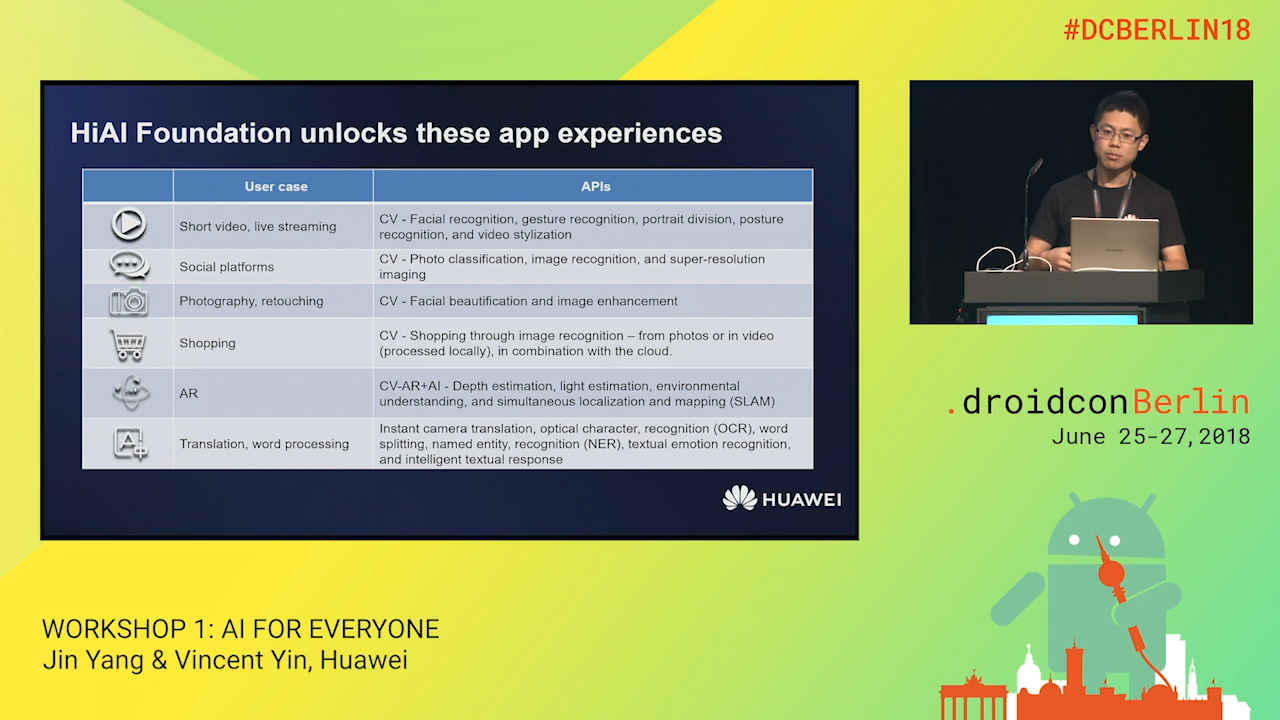 #DCBERLIN18
HiAI Foundation unlocks these app experiences
User case
APIs
Short video, live streaming
CV - Facial recognition, gesture recognition, portrait division, posture
recognition, and video stylization
Social platforms
CV - Photo classification, image recognition, and super-resolution
imaging
Photography, retouching
CV - Facial beautification and image enhancement
Shopping
CV - Shopping through image recognition – from photos or in video
(processed locally), in combination with the cloud.
AR
CV-AR+AI - Depth estimation, light estimation, environmental
understanding, and simultaneous localization and mapping (SLAM)
Translation, word processing
Instant camera translation, optical character, recognition (OCR), word
splitting, named entity, recognition (NER), textual emotion recognition,
and intelligent textual response
HUAWEI
.droidconBerlin
June 25-27, 2018
WORKSHOP 1: AI FOR EVERYONE
Jin Yang & Vincent Yin, Huawei